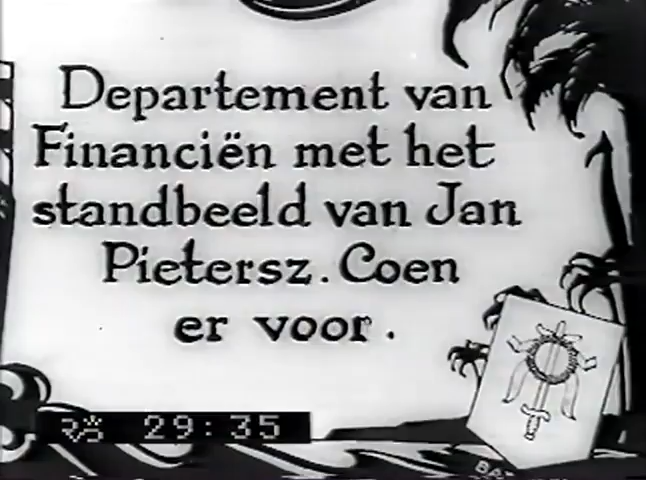 Departement van
Financiën met het
standbeeld van Jan
Pietersz. Coen
er voor.
29:35